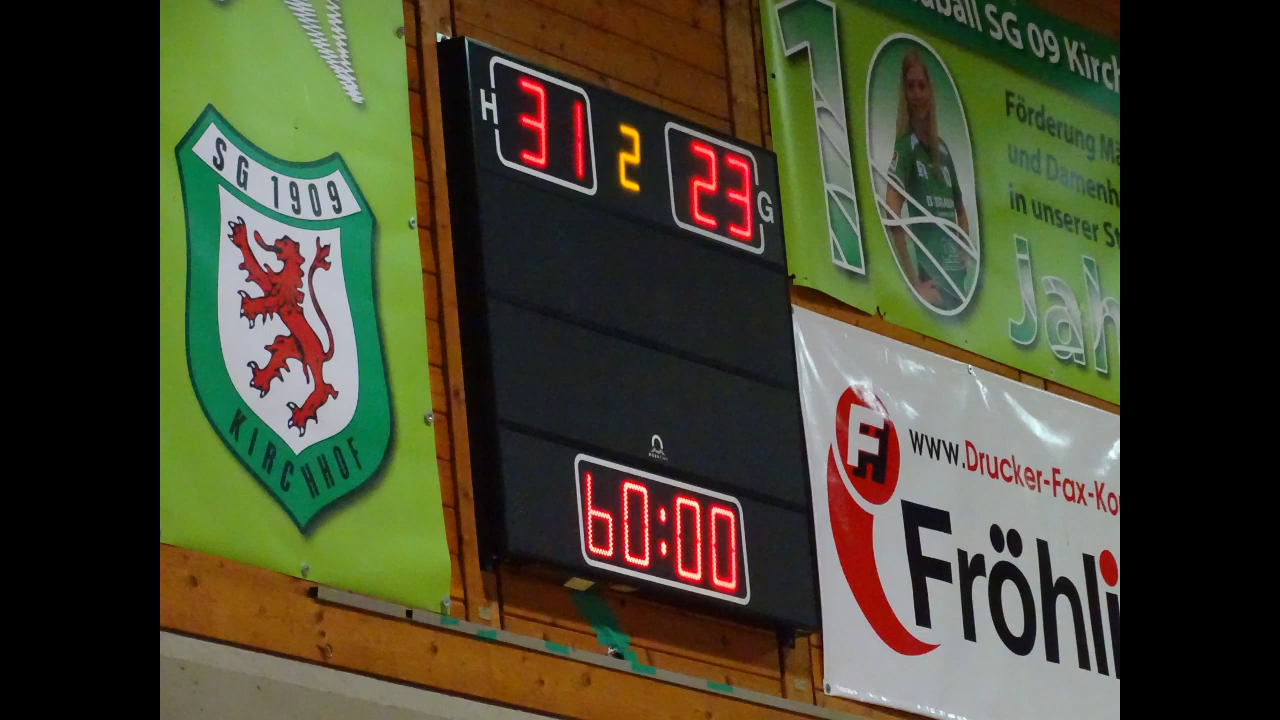 SG 1909
KIRCHHOF
H 31 2 23 G
60:00
10
SG 09 Kirch
Förderung
und Damenh
in unserer St
Jah
www.Drucker-Fax-Ko
Fröhli